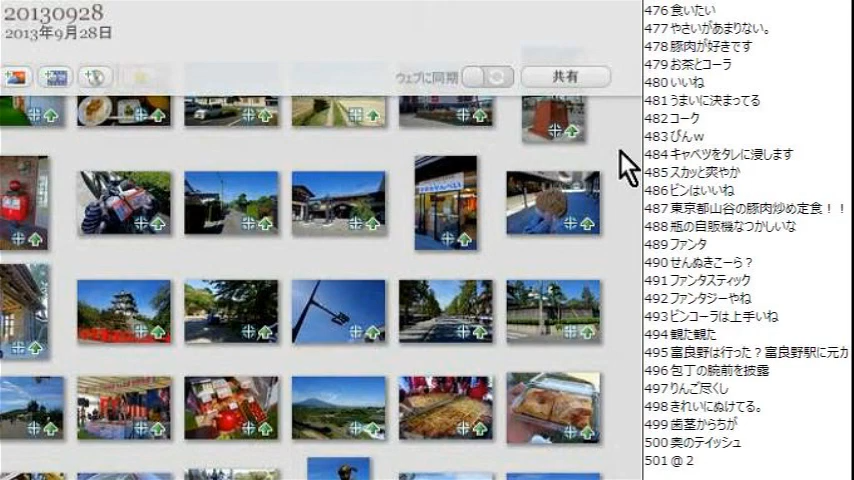 20130928
2013年9月28日
ウェブに同期
共有
476 食いたい
477 やさいがあまりない。
478 豚肉が好きです
479 お茶とコーラ
480 いいね
481 うまいに決まってる
482 コーク
483 びんｗ
484 キャベツをタレに浸します
485 スカッと爽やか
486 ビンはいいね
487 東京都山谷の豚肉炒め定食！！
488 瓶の自販機なつかしいな
489 ファンタ
490 せんぬきこーら？
491 ファンタスティック
492 ファンタジーやね
493 ビンコーラは上手いね
494 観た観た
495 富良野は行った？富良野駅に元カ
496 包丁の腕前を披露
497 りんご尽くし
498 きれいにぬけてる。
499 歯茎からちが
500 奥のテイッシュ
501 ＠２